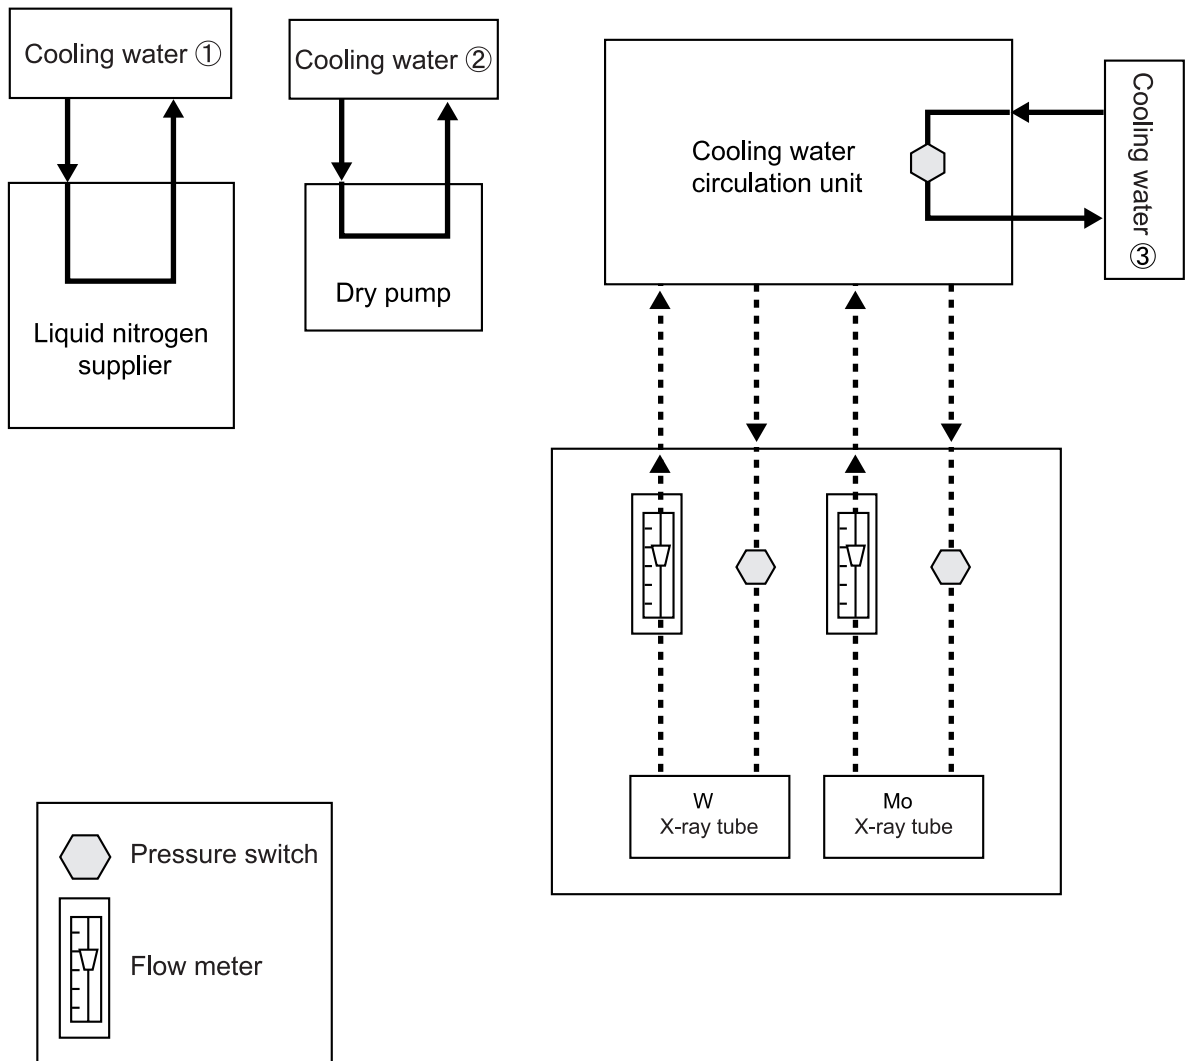 Cooling water ①
Cooling water ②
Cooling water
circulation unit
Cooling water ③
Liquid nitrogen
supplier
Dry pump
W
X-ray tube
Mo
X-ray tube
Pressure switch
Flow meter